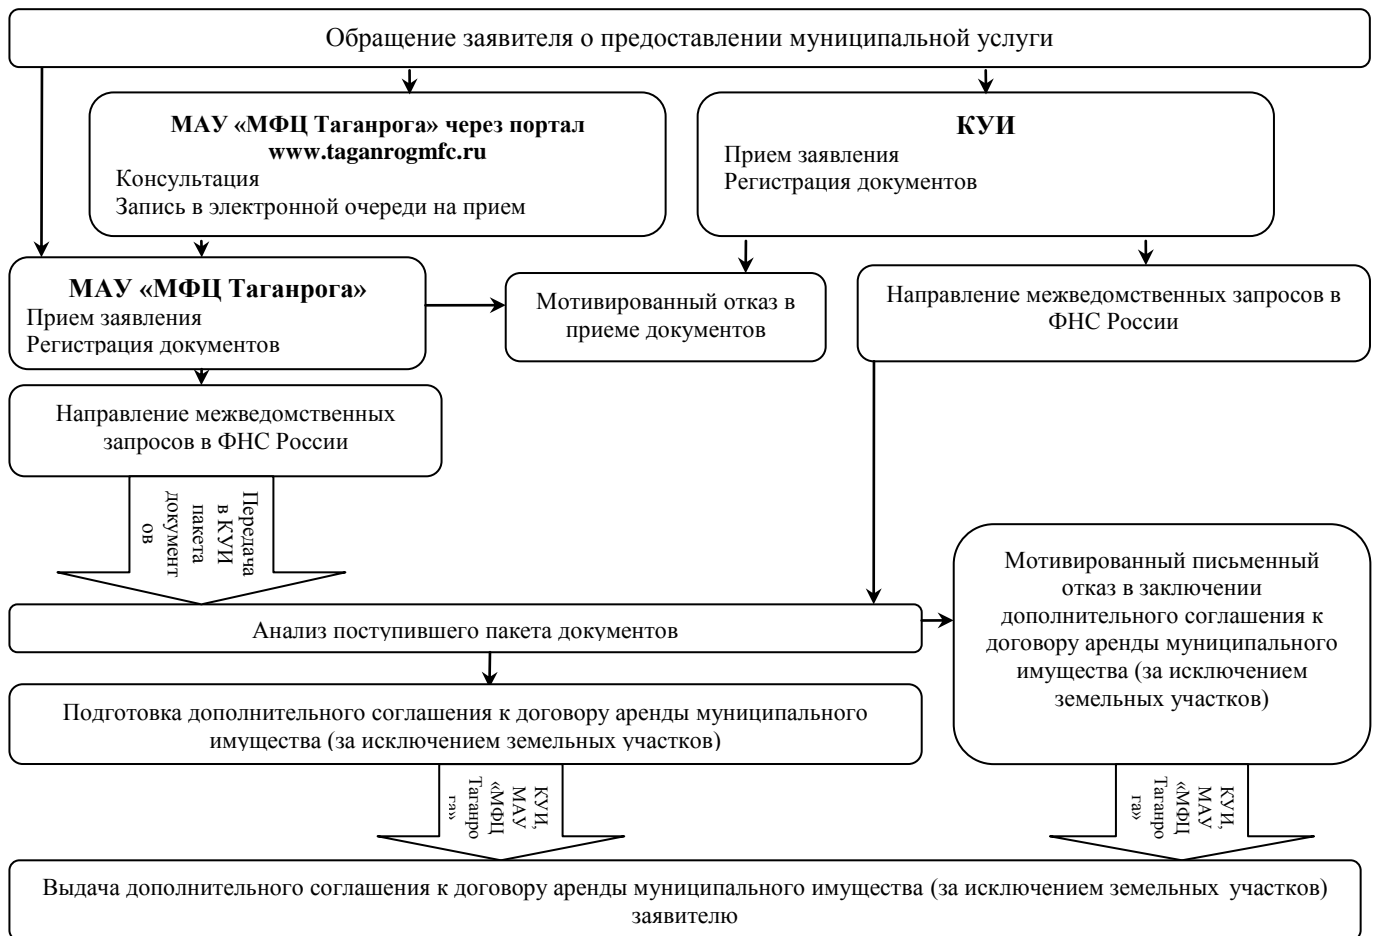 Обращение заявителя о предоставлении муниципальной услуги
МАУ «МФЦ Таганрога» через портал
www.taganrogmfc.ru
Консультация
Запись в электронной очереди на прием
КУИ
Прием заявления
Регистрация документов
МАУ «МФЦ Таганрога»
Прием заявления
Регистрация документов
Мотивированный отказ в
приеме документов
Направление межведомственных запросов в
ФНС России
Направление межведомственных
запросов в ФНС России
Передача
в КУИ
пакета
документ
ов
Мотивированный письменный
отказ в заключении
дополнительного соглашения к
договору аренды муниципального
имущества (за исключением
земельных участков)
Анализ поступившего пакета документов
Подготовка дополнительного соглашения к договору аренды муниципального
имущества (за исключением земельных участков)
КУИ,
МАУ
«МФЦ
Таганро
га»
КУИ,
МАУ
«МФЦ
Таганро
га»
Выдача дополнительного соглашения к договору аренды муниципального имущества (за исключением земельных участков)
заявителю